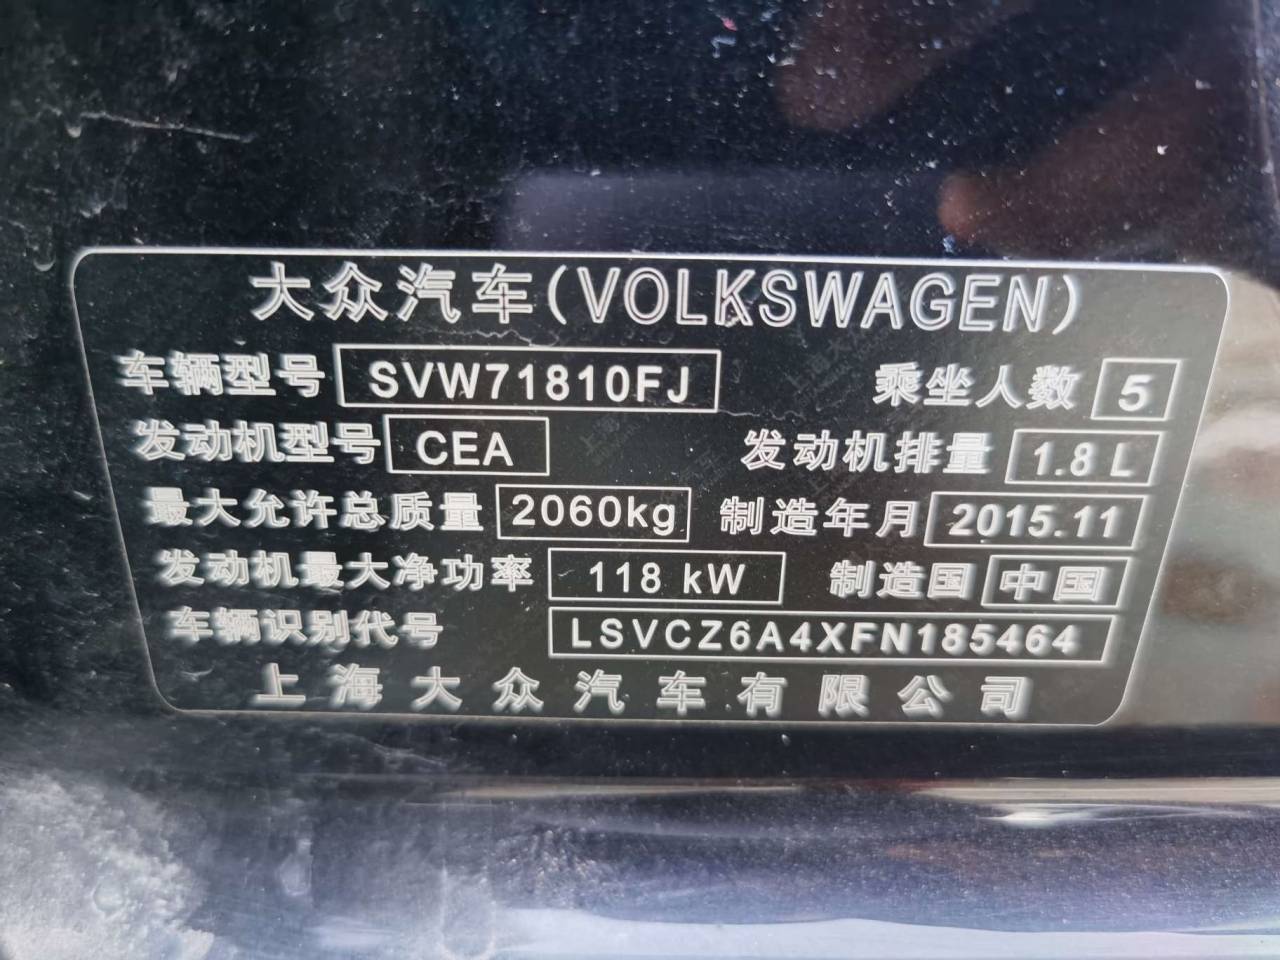 大众汽车(VOLKSWAGEN)
车辆型号 SVW71810FJ 乘坐人数 5
发动机型号 CEA 发动机排量 1.8 L
最大允许总质量 2060kg 制造年月 2015.11
发动机最大净功率 118 kW 制造国 中国
车辆识别代号 LSVCZ6A4XFN185464
上海大众汽车有限公司